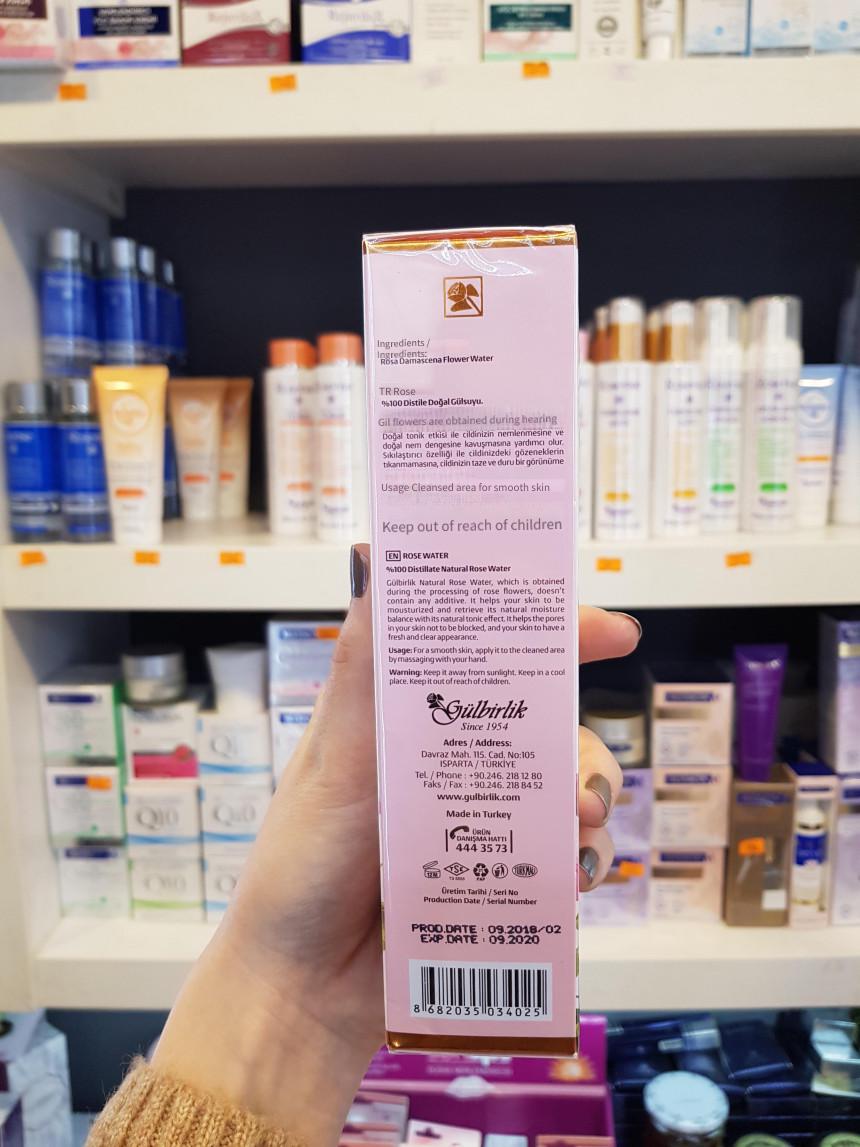 Ingredients /
Ingredients:
Rosa Damascena Flower Water
TR Rose
%100 Distile Doğal Gülsuyu.
Gil flowers are obtained during hearing
Doğal tonik etkisi ile cildinizin nemlenmesine ve
doğal nem dengesine kavuşmasına yardımcı olur.
Sıkılaştırıcı özelliği ile cildinizdeki gözeneklerin
tıkanmamasına, cildinizin taze ve duru bir görünüme
Usage Cleansed area for smooth skin
Keep out of reach of children
EN ROSE WATER
%100 Distillate Natural Rose Water
Gülbirlik Natural Rose Water, which is obtained
during the processing of rose flowers, doesn't
contain any additive. It helps your skin to be
mousturized and retrieve its natural moisture
balance with its natural tonic effect. It helps the pores
in your skin not to be blocked, and your skin to have a
fresh and clear appearance.
Usage: For a smooth skin, apply it to the cleaned area
by massaging with your hand.
Warning: Keep it away from sunlight. Keep in a cool
place. Keep it out of reach of children.
Gülbirlik
Since 1954
Adres / Address:
Davraz Mah. 115. Cad. No:105
ISPARTA / TÜRKİYE
Tel. / Phone : +90.246. 218 12 80
Faks / Fax : +90.246. 218 84 52
www.gulbirlik.com
Made in Turkey
ÜRÜN
DANIŞMA HATTI
444 35 73
12M TSE PAP TÜRK MALI
Üretim Tarihi / Seri No
Production Date / Serial Number
PROD.DATE : 09.2018/02
EXP.DATE : 09.2020
8 682035 034025
Q10
Q10